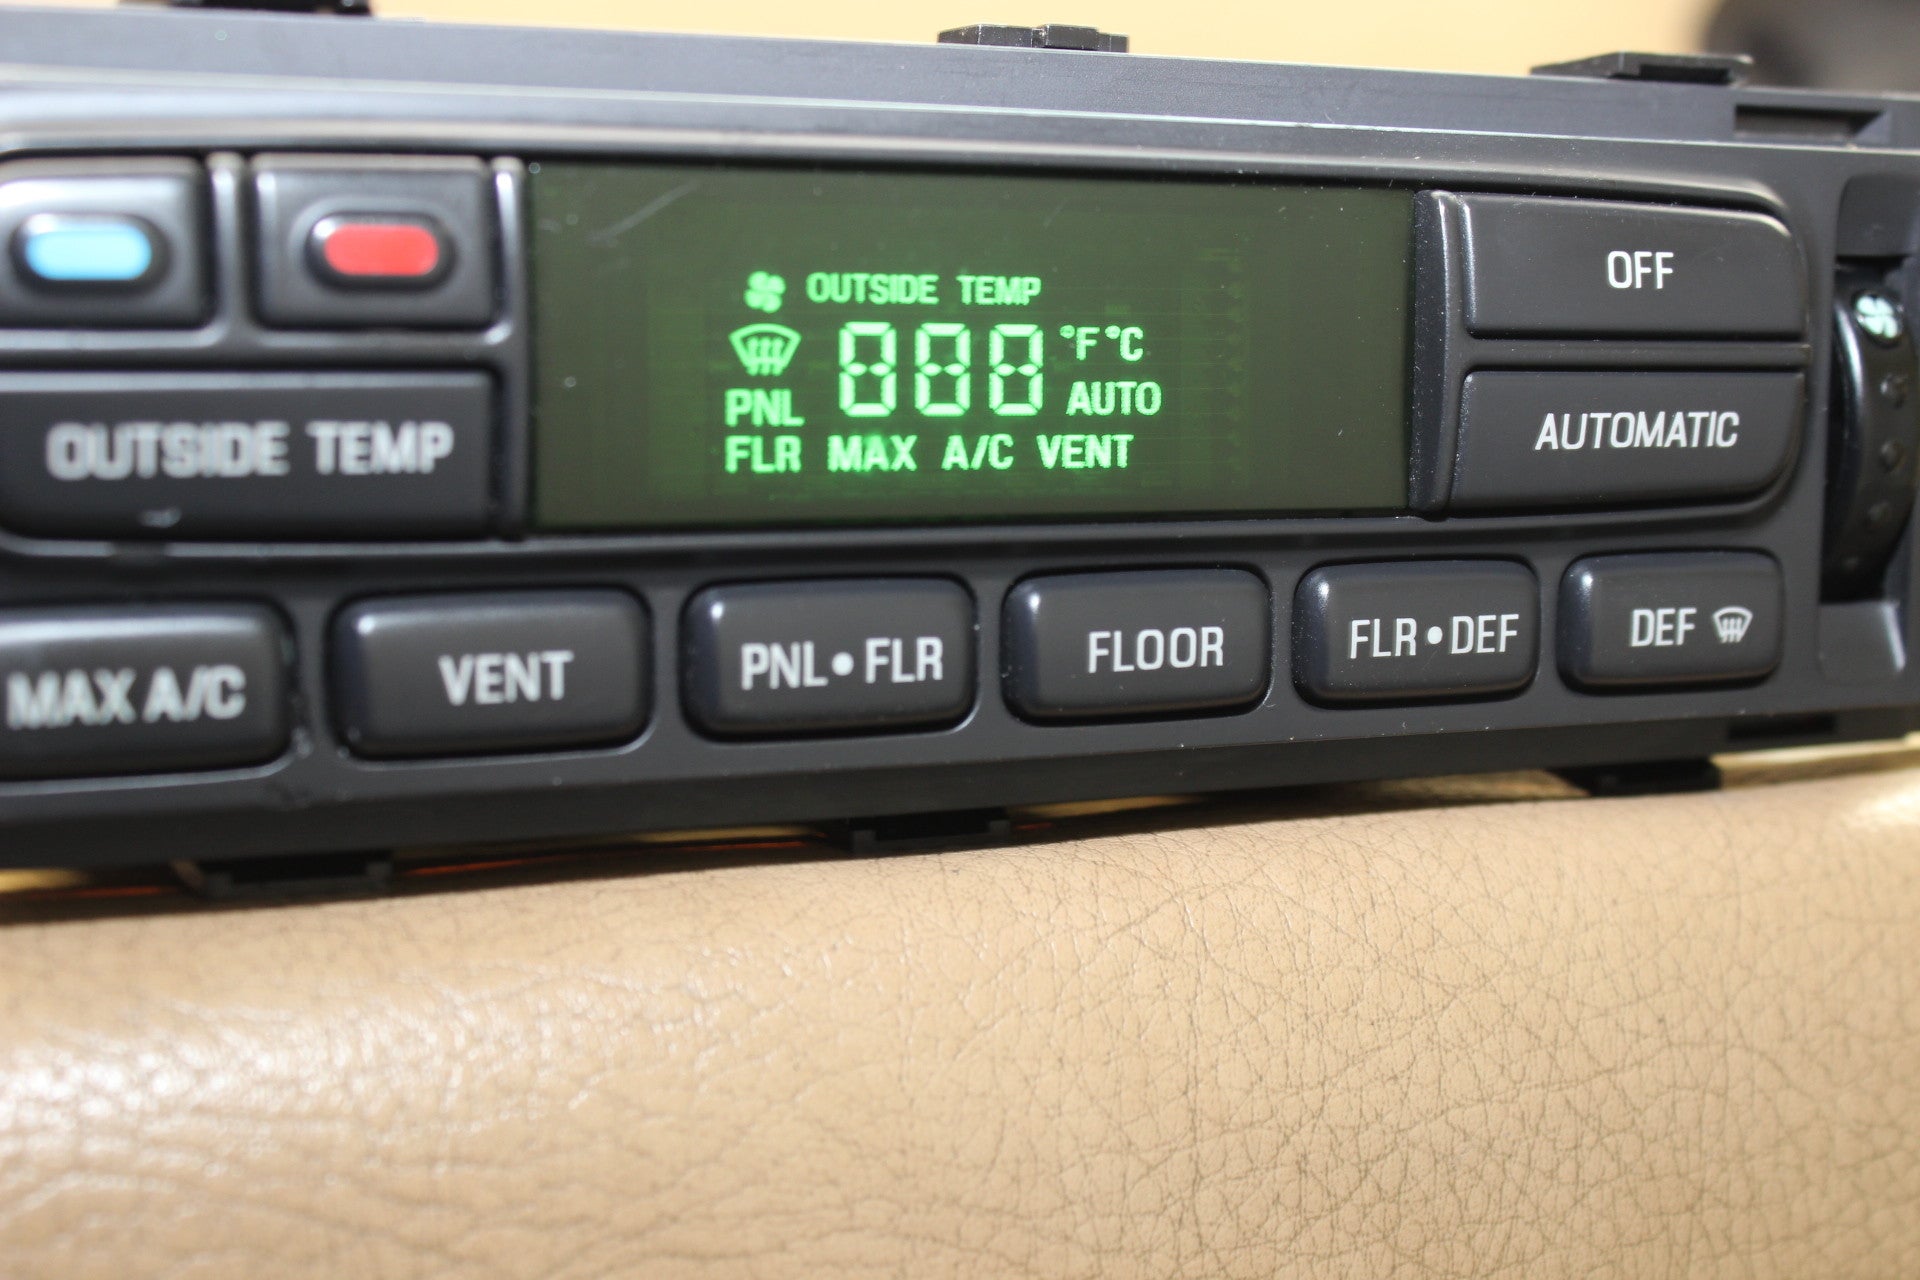 OUTSIDE TEMP
OUTSIDE TEMP
888 °F °C
PNL AUTO
FLR MAX A/C VENT
OFF
AUTOMATIC
MAX A/C
VENT
PNL•FLR
FLOOR
FLR•DEF
DEF